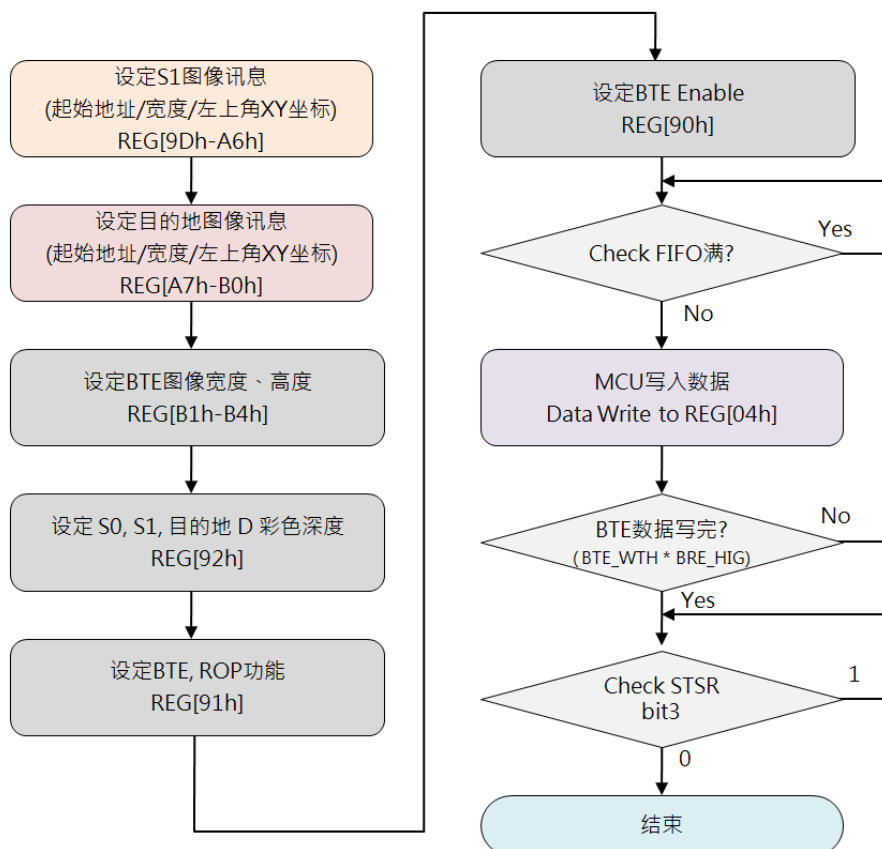 设定S1图像讯息
(起始地址/宽度/左上角XY坐标)
REG[9Dh-A6h]
设定目的地图像讯息
(起始地址/宽度/左上角XY坐标)
REG[A7h-B0h]
设定BTE图像宽度、高度
REG[B1h-B4h]
设定 S0, S1, 目的地 D 彩色深度
REG[92h]
设定BTE, ROP功能
REG[91h]
设定BTE Enable
REG[90h]
Check FIFO满?
Yes
No
MCU写入数据
Data Write to REG[04h]
BTE数据写完?
( BTE_WTH * BRE_HIG)
No
Yes
Check STSR
bit3
1
0
结束